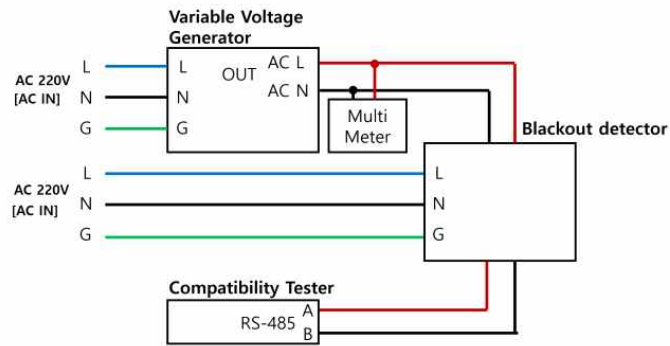 Variable Voltage
Generator
AC 220V
[AC IN]
L
N
G
L
N
G
OUT
AC L
AC N
Multi
Meter
Blackout detector
AC 220V
[AC IN]
L
N
G
L
N
G
Compatibility Tester
RS-485
A
B